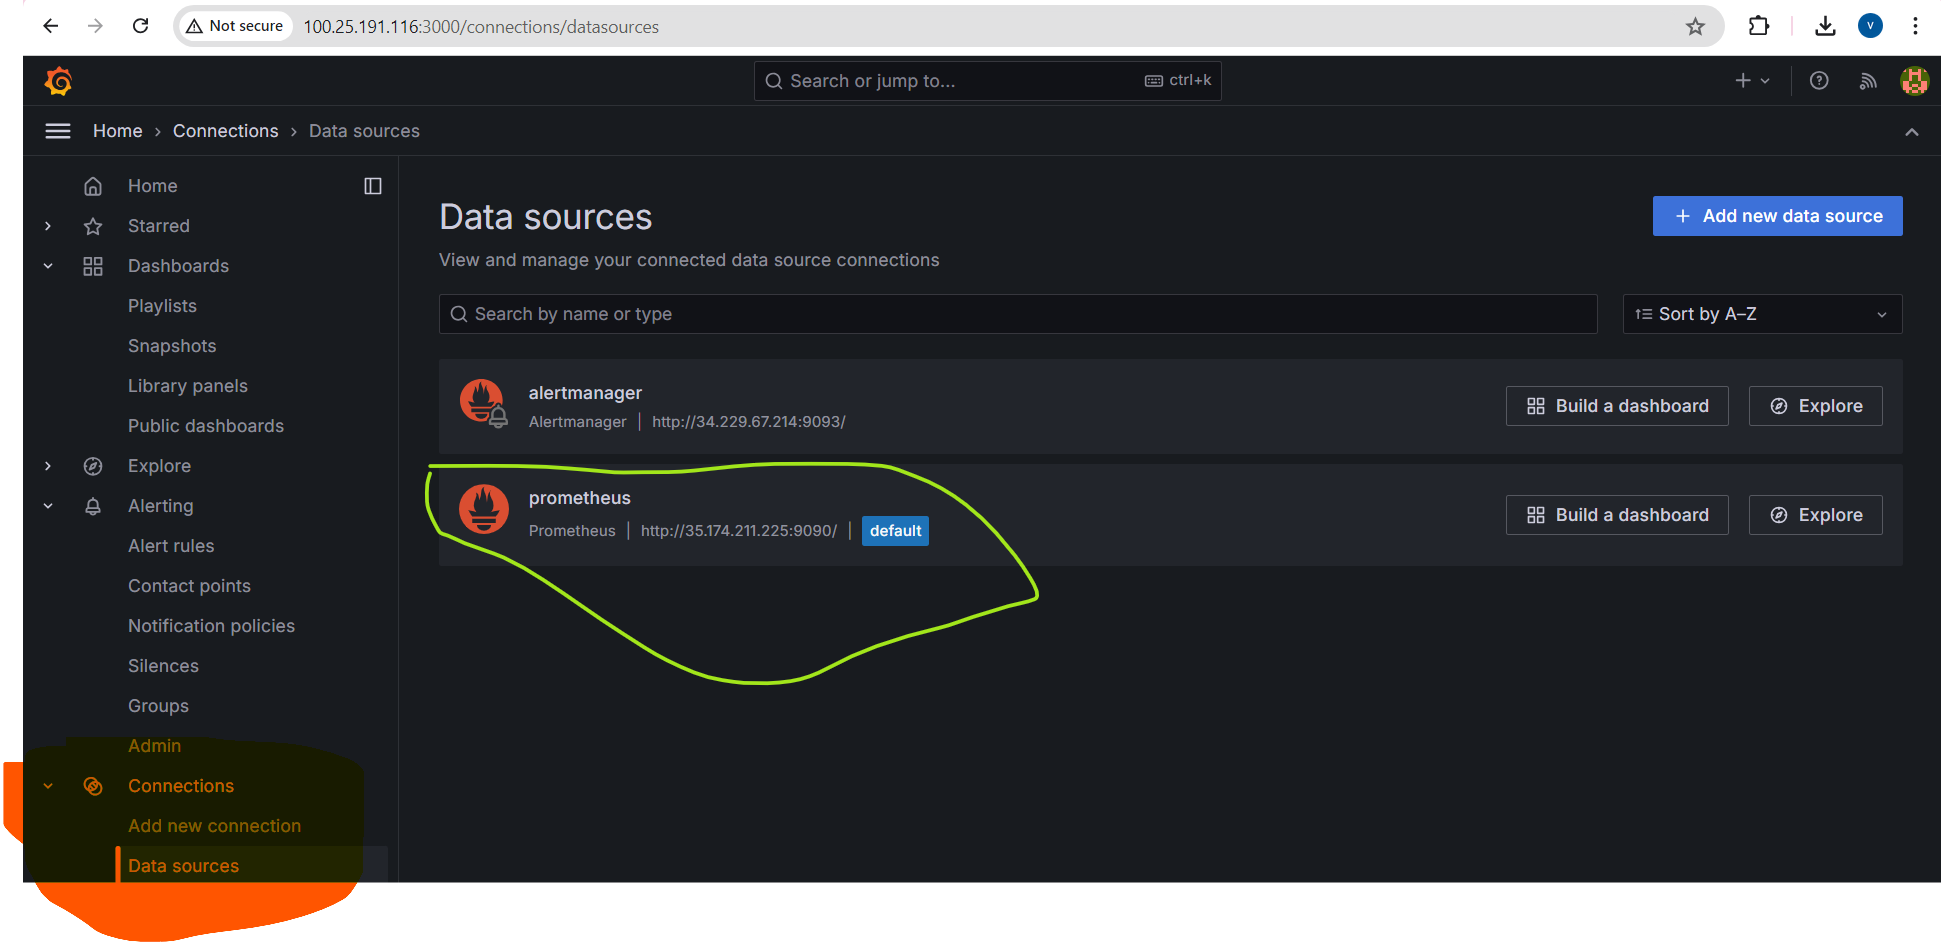 Not secure 100.25.191.116:3000/connections/datasources V
Search or jump to... ctrl+k
Home › Connections › Data sources
Home
Starred
Dashboards
Playlists
Snapshots
Library panels
Public dashboards
Explore
Alerting
Alert rules
Contact points
Notification policies
Silences
Groups
Admin
Connections
Add new connection
Data sources
Data sources
+ Add new data source
View and manage your connected data source connections
Search by name or type
Sort by A–Z
alertmanager
Alertmanager | http://34.229.67.214:9093/
Build a dashboard
Explore
prometheus
Prometheus | http://35.174.211.225:9090/ | default
Build a dashboard
Explore